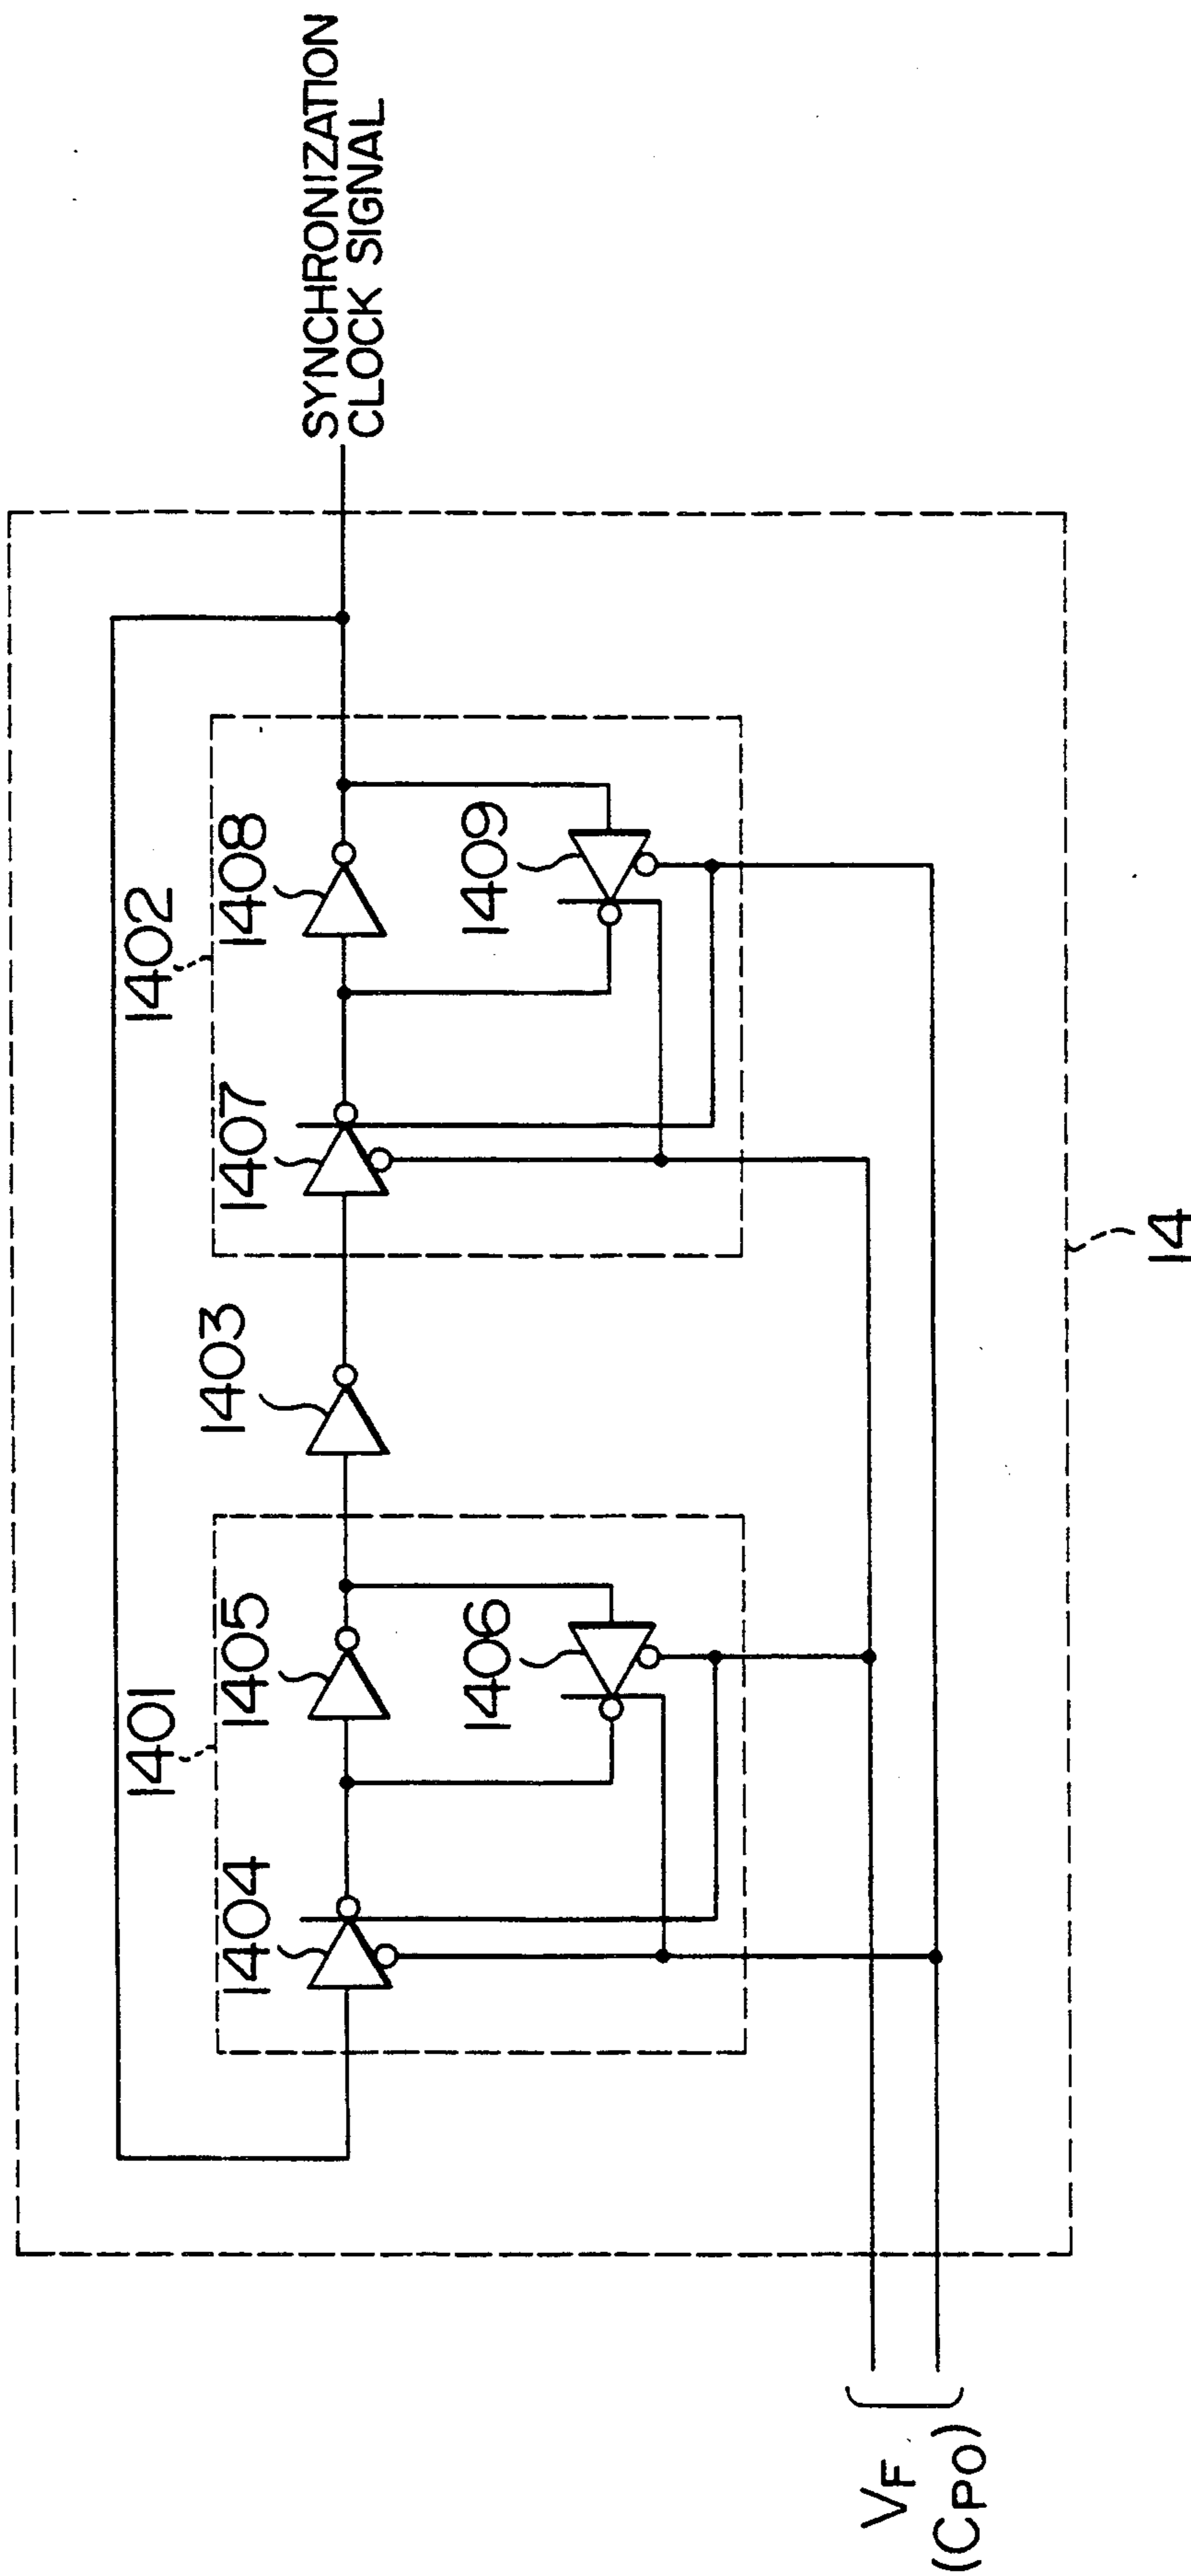 SYNCHRONIZATION
CLOCK SIGNAL
1402
1408
1409
1407
1403
1401
1405
1406
1404
14
VF
(CPO)